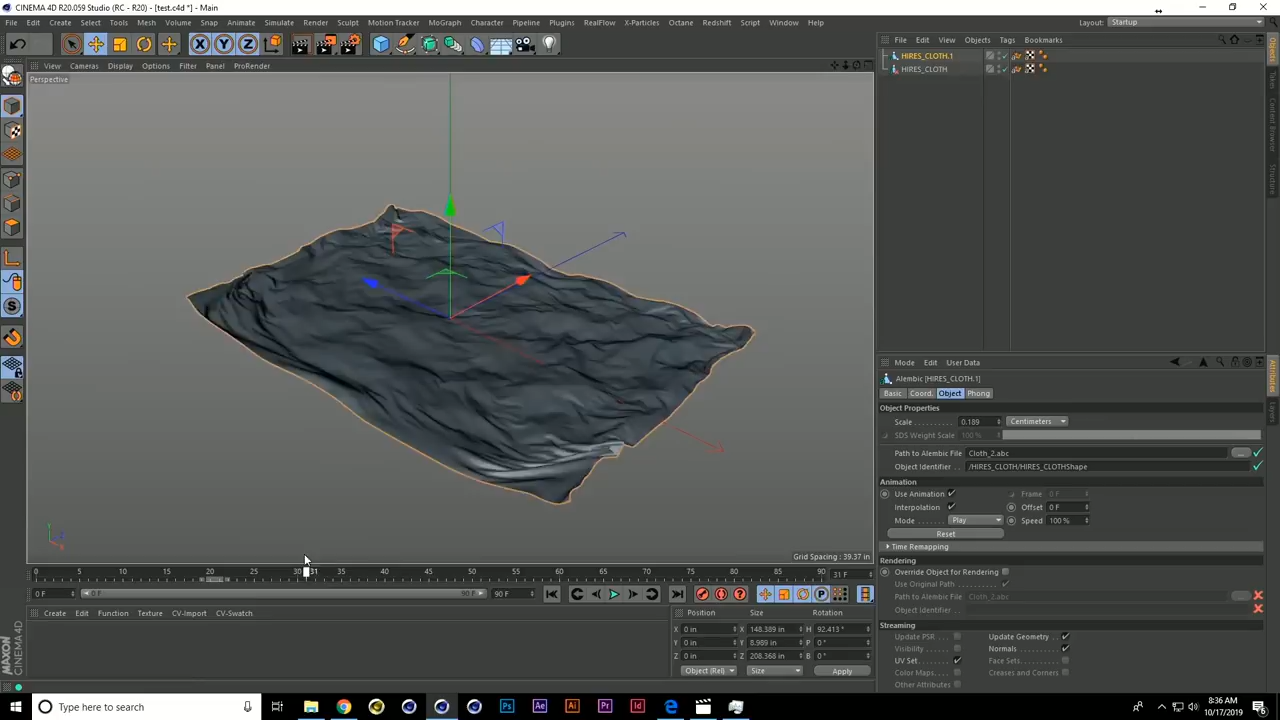 CINEMA 4D R20.059 Studio (RC - R20) - [test.c4d *] - Main
File Edit Create Select Tools Mesh Volume Snap Animate Simulate Render Sculpt Motion Tracker MoGraph Character Pipeline Plugins RealFlow X-Particles Octane Redshift Script Window Help
Layout: Startup
File Edit View Objects Tags Bookmarks
View Cameras Display Options Filter Panel ProRender
Perspective
HIRES_CLOTH.1
HIRES_CLOTH
Objects
Takes
Content Browser
Structure
Mode Edit User Data
Alembic [HIRES_CLOTH.1]
Basic Coord. Object Phong
Object Properties
Scale 0.189 Centimeters
SDS Weight Scale 100 %
Path to Alembic File Cloth_2.abc ...
Object Identifier /HIRES_CLOTH/HIRES_CLOTHShape
Animation
Use Animation Frame 0 F
Interpolation Offset 0 F
Mode Play Speed 100 %
Reset
Time Remapping
Rendering
Override Object for Rendering
Use Original Path
Path to Alembic File Cloth_2.abc
Object Identifier
Streaming
Update PSR Update Geometry
Visibility Normals
UV Set Face Sets
Color Maps Creases and Corners
Other Attributes
Attributes
Layers
Grid Spacing : 39.37 in
0 5 10 15 20 25 30 31 35 40 45 50 55 60 65 70 75 80 85 90 31 F
0 F 0 F 90 F 90 F
Create Edit Function Texture CV-Import CV-Swatch
Position Size Rotation
X 0 in X 148.389 in H 92.413 °
Y 0 in Y 8.989 in P 0 °
Z 0 in Z 208.368 in B 0 °
Object (Rel) Size Apply
MAXON CINEMA 4D
Type here to search
8:36 AM
10/17/2019